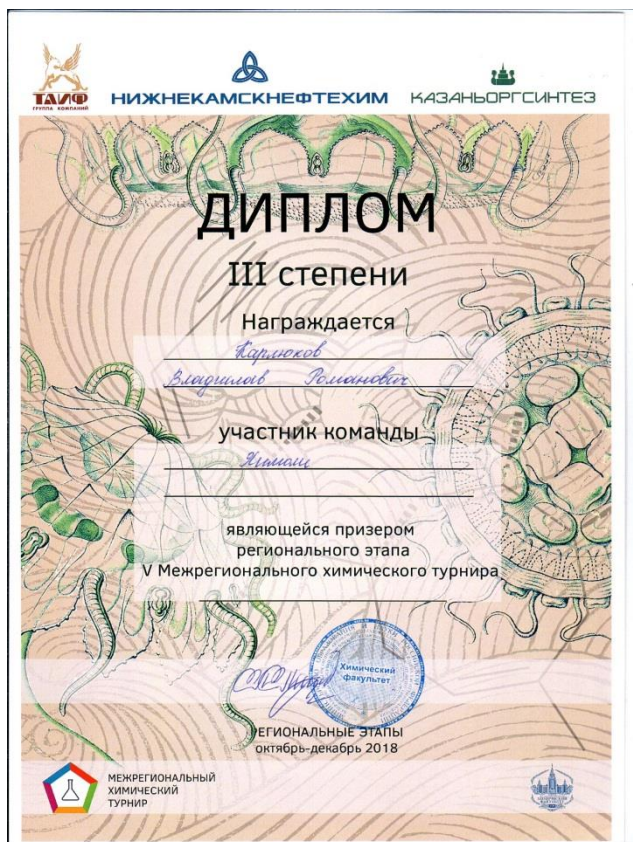 ТАИФ
ГРУППА КОМПАНИЙ
НИЖНЕКАМСКНЕФТЕХИМ
КАЗАНЬОРГСИНТЕЗ
ДИПЛОМ
III степени
Награждается
Карлюков
Владислав Романович
участник команды
являющейся призером
регионального этапа
V Межрегионального химического турнира
Химический
факультет
РЕГИОНАЛЬНЫЕ ЭТАПЫ
октябрь-декабрь 2018
МЕЖРЕГИОНАЛЬНЫЙ
ХИМИЧЕСКИЙ
ТУРНИР